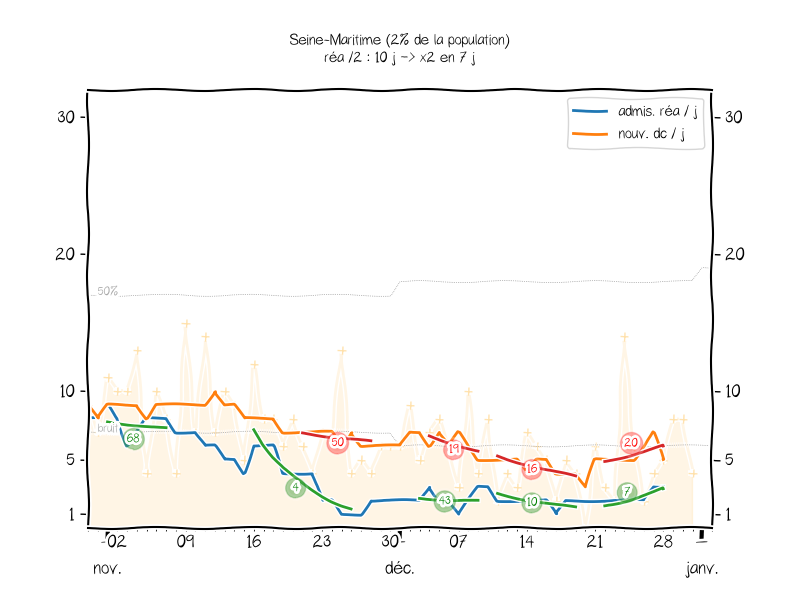 Seine-Maritime (2% de la population)
réa /2 : 10 j -> x2 en 7 j
admis. réa / j
nouv. dc / j
30 30
20 20
50%
10 10
bruit
68
50
19
20
16
5 5
4
43
10
7
1 1
02 09 16 23 30 07 14 21 28 1
nov. déc. janv.